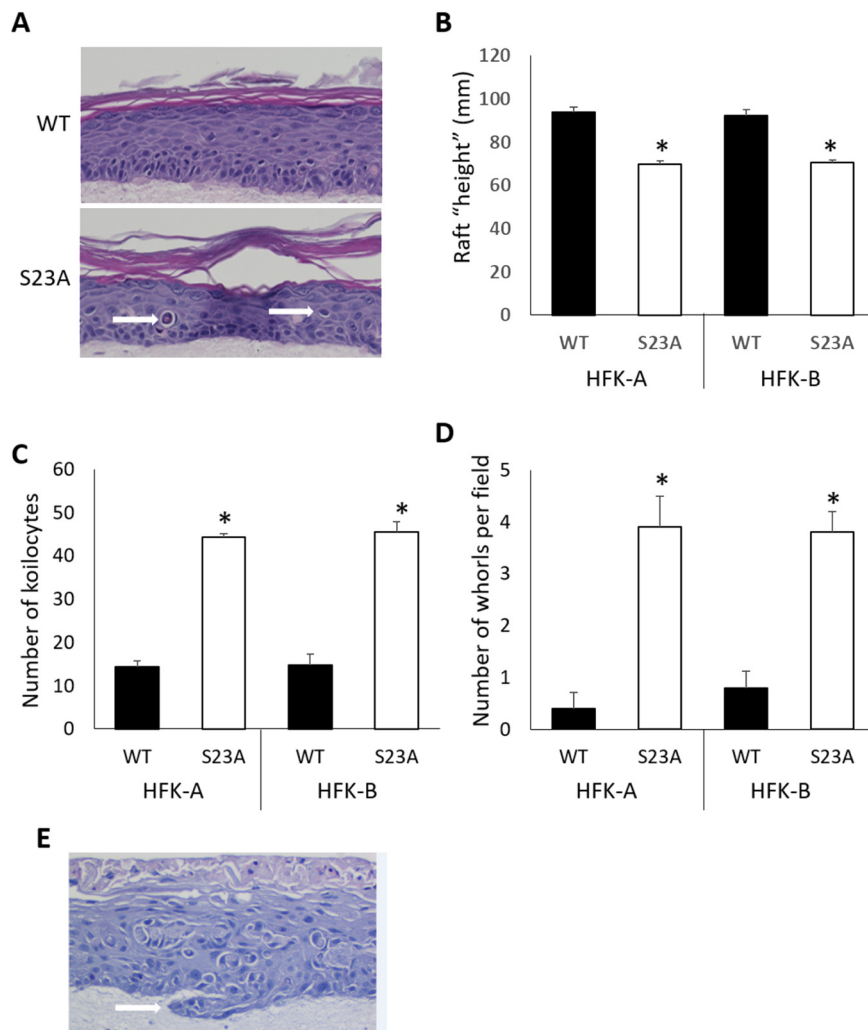 A
WT
S23A
B
Raft “height” (mm)
120
100
80
60
40
20
0
*
*
WT S23A WT S23A
HFK-A HFK-B
C
Number of koilocytes
60
50
40
30
20
10
0
*
*
WT S23A WT S23A
HFK-A HFK-B
D
Number of whorls per field
5
4
3
2
1
0
*
*
WT S23A WT S23A
HFK-A HFK-B
E